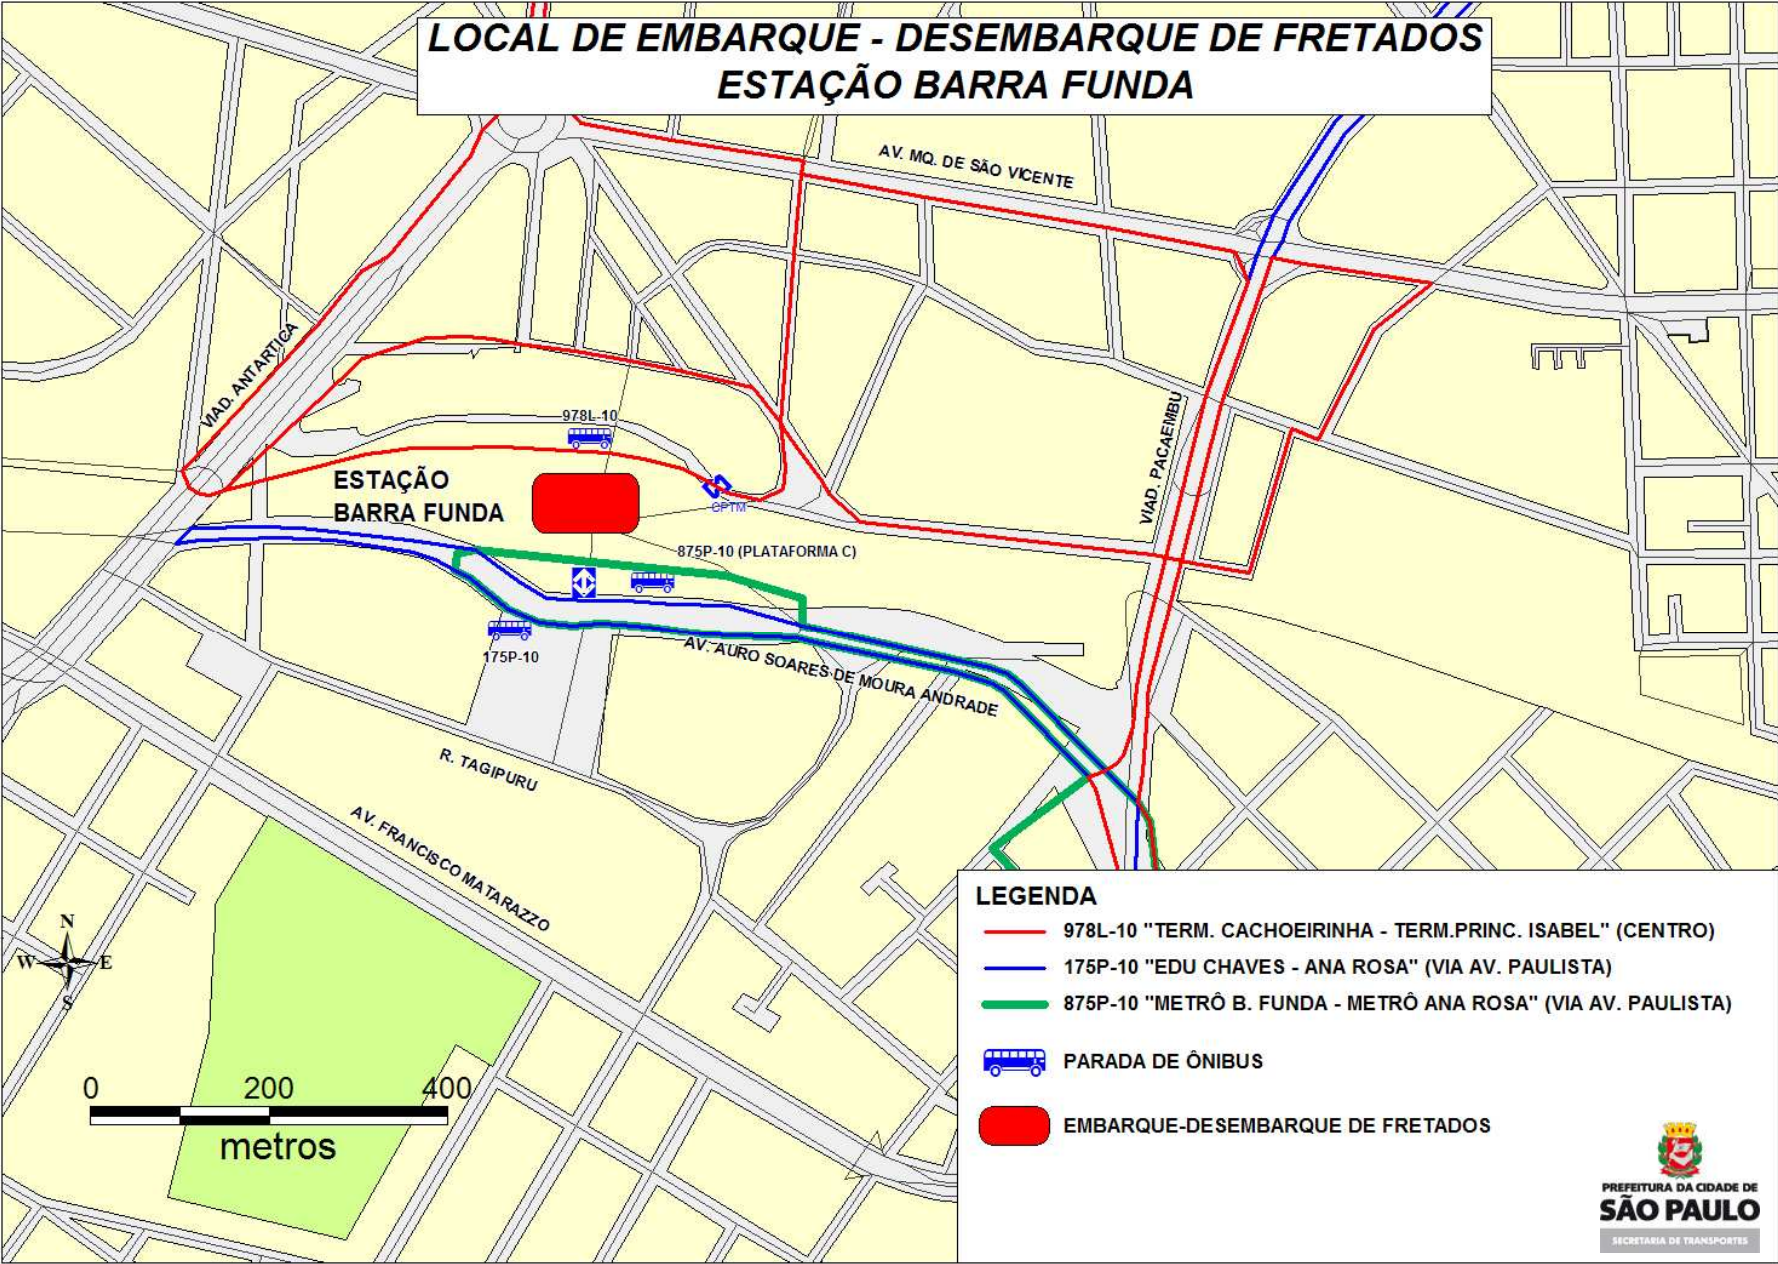 LOCAL DE EMBARQUE - DESEMBARQUE DE FRETADOS
ESTAÇÃO BARRA FUNDA
AV. MQ. DE SÃO VICENTE
VIAD. ANTARTICA
VIAD. PACAEMBU
978L-10
ESTAÇÃO
BARRA FUNDA
CPTM
875P-10 (PLATAFORMA C)
175P-10
AV. AURO SOARES DE MOURA ANDRADE
R. TAGIPURU
AV. FRANCISCO MATARAZZO
N
W E
S
0 200 400
metros
LEGENDA
978L-10 "TERM. CACHOEIRINHA - TERM.PRINC. ISABEL" (CENTRO)
175P-10 "EDU CHAVES - ANA ROSA" (VIA AV. PAULISTA)
875P-10 "METRÔ B. FUNDA - METRÔ ANA ROSA" (VIA AV. PAULISTA)
PARADA DE ÔNIBUS
EMBARQUE-DESEMBARQUE DE FRETADOS
PREFEITURA DA CIDADE DE
SÃO PAULO
SECRETARIA DE TRANSPORTES